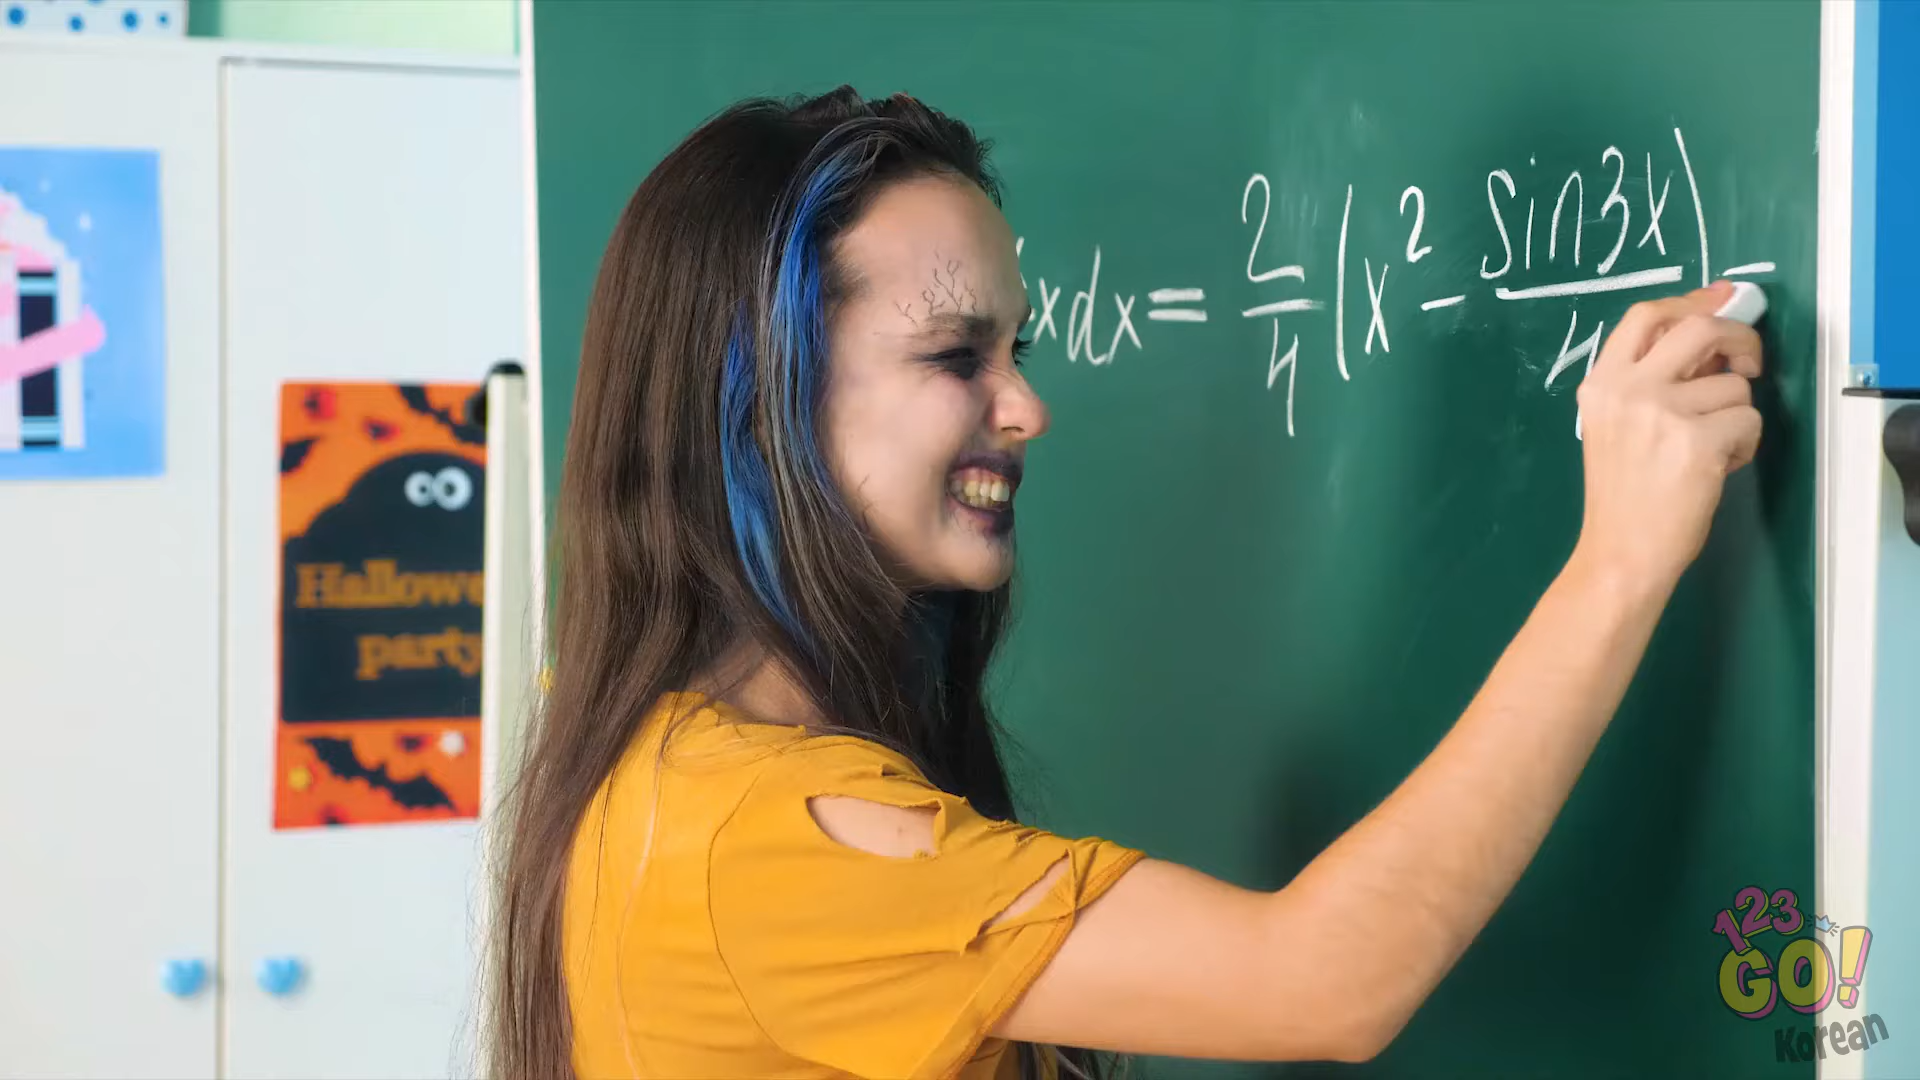 xdx = 2/4 (x² - sin3x/4) =
Hallowe
party
123
GO!
Korean